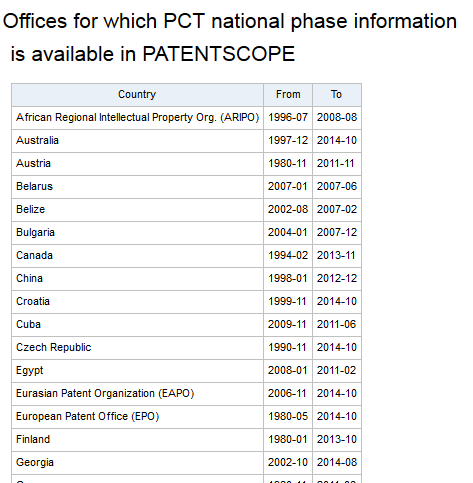 Offices for which PCT national phase information
is available in PATENTSCOPE
Country From To
African Regional Intellectual Property Org. (ARIPO) 1996-07 2008-08
Australia 1997-12 2014-10
Austria 1980-11 2011-11
Belarus 2007-01 2007-06
Belize 2002-08 2007-02
Bulgaria 2004-01 2007-12
Canada 1994-02 2013-11
China 1998-01 2012-12
Croatia 1999-11 2014-10
Cuba 2009-11 2011-06
Czech Republic 1990-11 2014-10
Egypt 2008-01 2011-02
Eurasian Patent Organization (EAPO) 2006-11 2014-10
European Patent Office (EPO) 1980-05 2014-10
Finland 1980-01 2013-10
Georgia 2002-10 2014-08